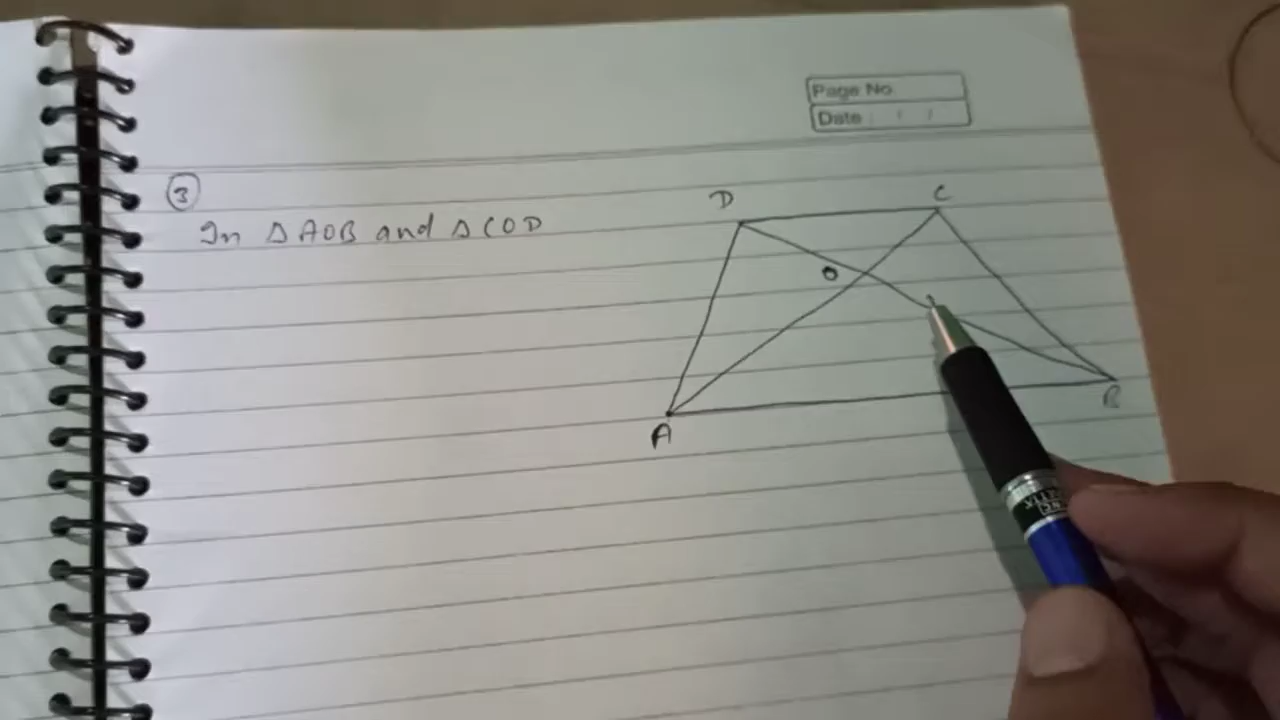 Page No.
Date : / /
3
In ΔAOB and ΔCOD
D
C
O
A
B